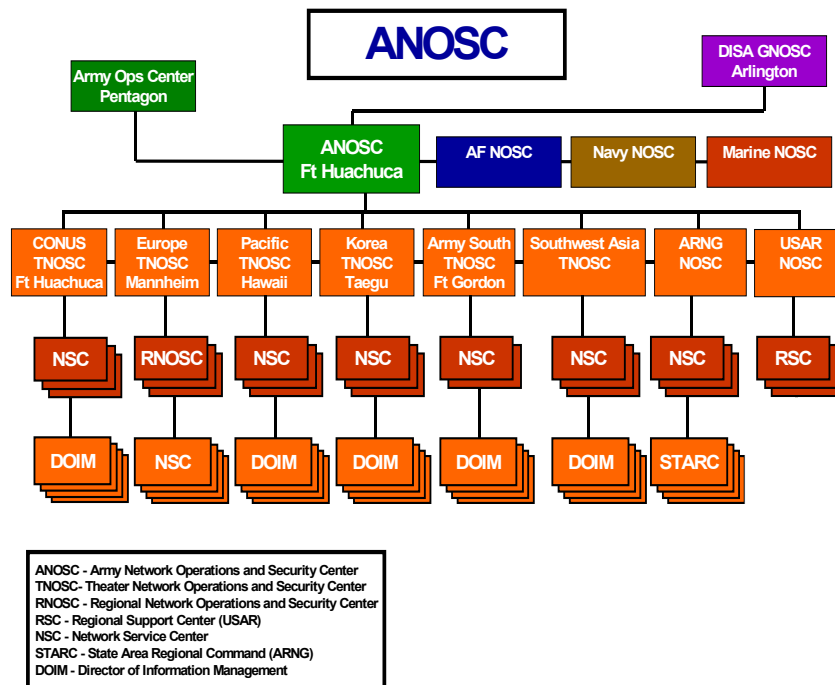 ANOSC
DISA GNOSC
Arlington
Army Ops Center
Pentagon
ANOSC
Ft Huachuca
AF NOSC
Navy NOSC
Marine NOSC
CONUS
TNOSC
Ft Huachuca
Europe
TNOSC
Mannheim
Pacific
TNOSC
Hawaii
Korea
TNOSC
Taegu
Army South
TNOSC
Ft Gordon
Southwest Asia
TNOSC
ARNG
NOSC
USAR
NOSC
NSC
RNOSC
NSC
NSC
NSC
NSC
NSC
RSC
DOIM
NSC
DOIM
DOIM
DOIM
DOIM
STARC
ANOSC - Army Network Operations and Security Center
TNOSC- Theater Network Operations and Security Center
RNOSC - Regional Network Operations and Security Center
RSC - Regional Support Center (USAR)
NSC - Network Service Center
STARC - State Area Regional Command (ARNG)
DOIM - Director of Information Management